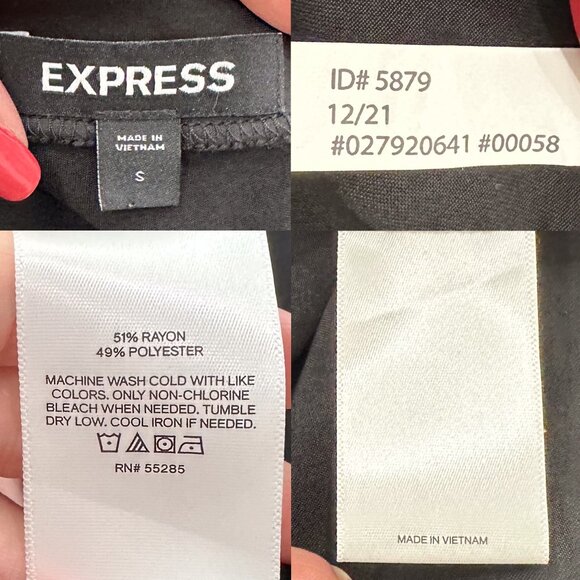 EXPRESS
MADE IN
VIETNAM
S
ID# 5879
12/21
#027920641 #00058
51% RAYON
49% POLYESTER
MACHINE WASH COLD WITH LIKE
COLORS. ONLY NON-CHLORINE
BLEACH WHEN NEEDED. TUMBLE
DRY LOW. COOL IRON IF NEEDED.
RN# 55285
MADE IN VIETNAM